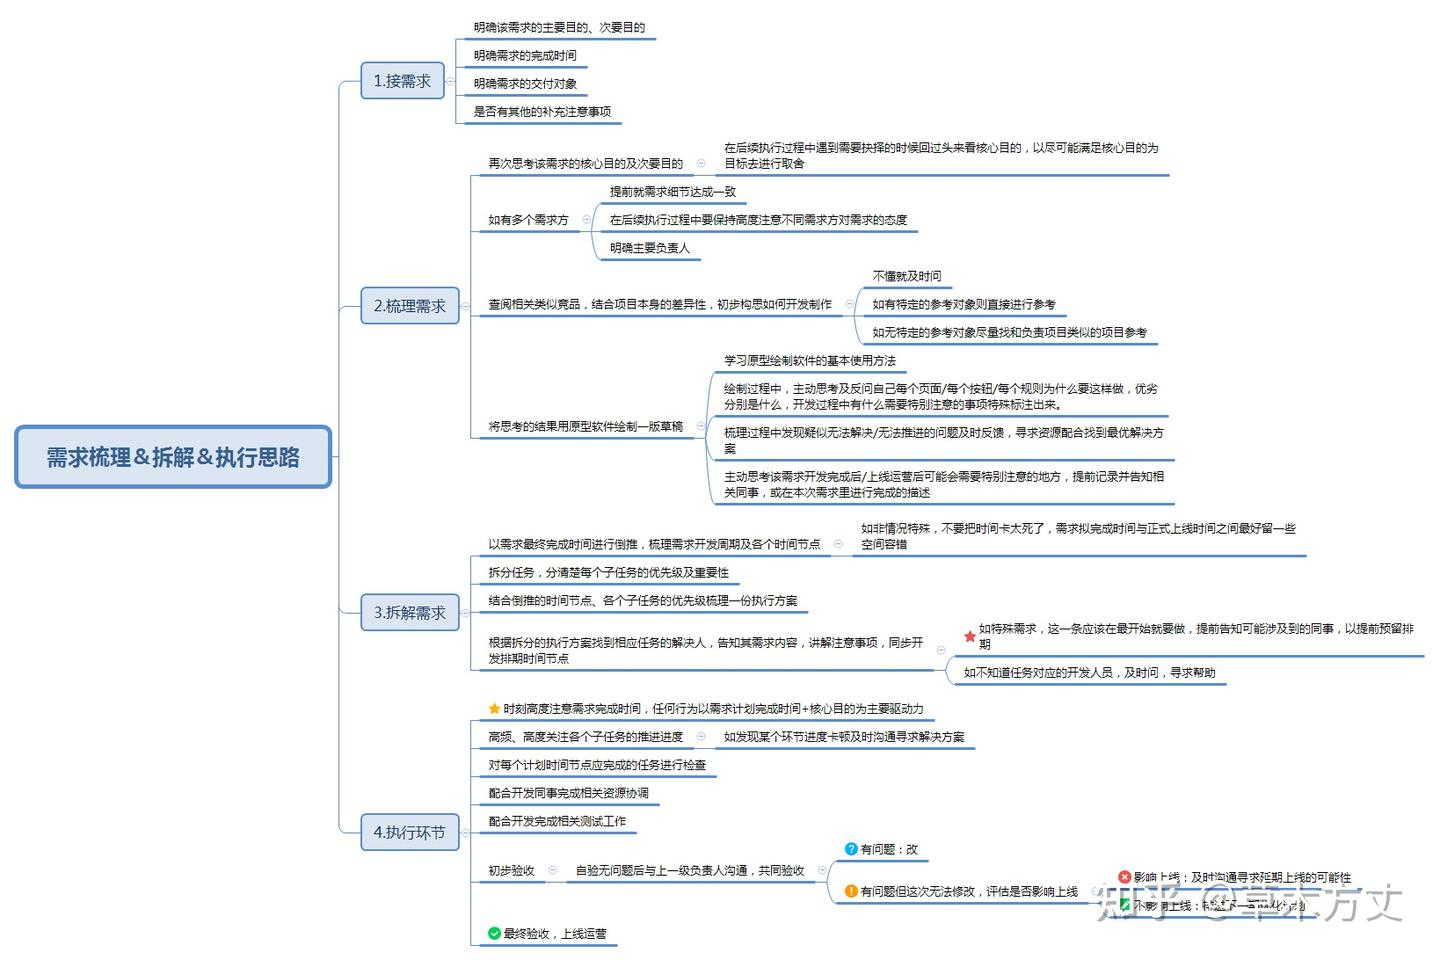 需求梳理&拆解&执行思路
1.接需求
明确该需求的主要目的、次要目的
明确需求的完成时间
明确需求的交付对象
是否有其他的补充注意事项
2.梳理需求
再次思考该需求的核心目的及次要目的
在后续执行过程中遇到需要抉择的时候回过头来看核心目的，以尽可能满足核心目的为
目标去进行取舍
如有多个需求方
提前就需求细节达成一致
在后续执行过程中要保持高度注意不同需求方对需求的态度
明确主要负责人
查阅相关类似竞品，结合项目本身的差异性，初步构思如何开发制作
不懂就及时问
如有特定的参考对象则直接进行参考
如无特定的参考对象尽量找和负责项目类似的项目参考
将思考的结果用原型软件绘制一版草稿
学习原型绘制软件的基本使用方法
绘制过程中，主动思考及反问自己每个页面/每个按钮/每个规则为什么要这样做，优劣
分别是什么，开发过程中有什么需要特别注意的事项特殊标注出来。
梳理过程中发现疑似无法解决/无法推进的问题及时反馈，寻求资源配合找到最优解决方
案
主动思考该需求开发完成后/上线运营后可能会需要特别注意的地方，提前记录并告知相
关同事，或在本次需求里进行完成的描述
3.拆解需求
以需求最终完成时间进行倒推，梳理需求开发周期及各个时间节点
如非情况特殊，不要把时间卡太死了，需求拟完成时间与正式上线时间之间最好留一些
空间容错
拆分任务，分清楚每个子任务的优先级及重要性
结合倒推的时间节点、各个子任务的优先级梳理一份执行方案
根据拆分的执行方案找到相应任务的解决人，告知其需求内容，讲解注意事项，同步开
发排期时间节点
如特殊需求，这一条应该在最开始就要做，提前告知可能涉及到的同事，以提前预留排
期
如不知道任务对应的开发人员，及时问，寻求帮助
4.执行环节
时刻高度注意需求完成时间，任何行为以需求计划完成时间+核心目的为主要驱动力
高频、高度关注各个子任务的推进进度
如发现某个环节进度卡顿及时沟通寻求解决方案
对每个计划时间节点应完成的任务进行检查
配合开发同事完成相关资源协调
配合开发完成相关测试工作
初步验收
自验无问题后与上一级负责人沟通，共同验收
有问题：改
有问题但这次无法修改，评估是否影响上线
影响上线：及时沟通寻求延期上线的可能性
不影响上线：
最终验收，上线运营
知乎 @草木方丈